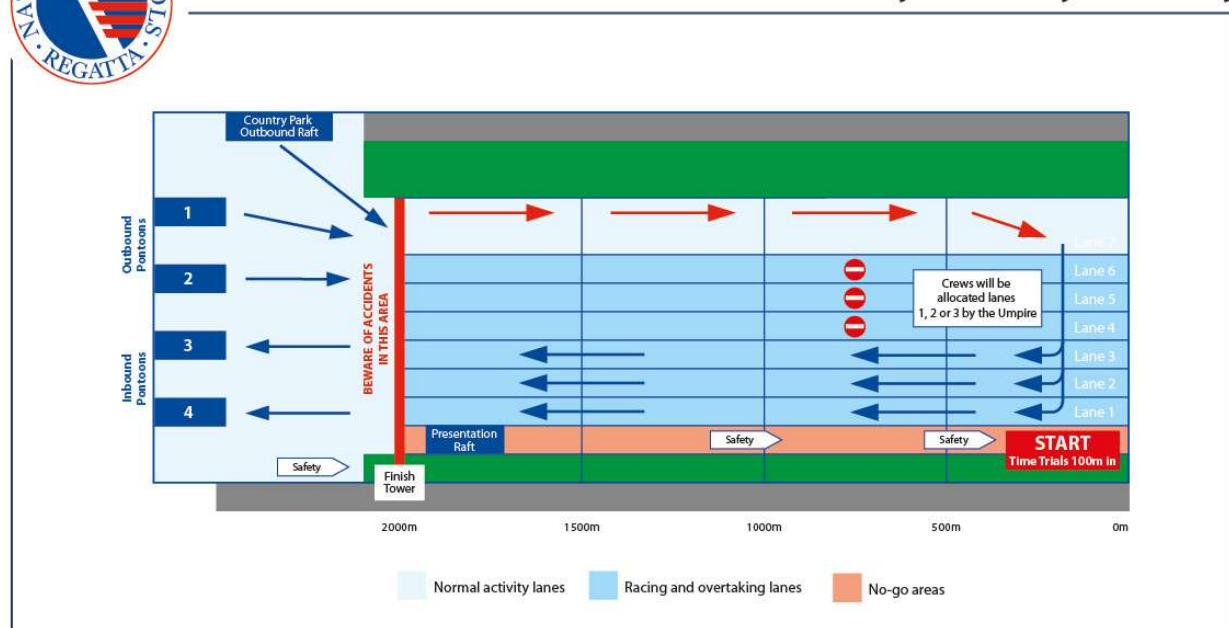 REGATTA
Country Park
Outbound Raft
Outbound
Pontoons
1
2
Inbound
Pontoons
3
4
BEWARE OF ACCIDENTS
IN THIS AREA
Lane 7
Lane 6
Lane 5
Lane 4
Lane 3
Lane 2
Lane 1
Crews will be
allocated lanes
1, 2 or 3 by the Umpire
Presentation
Raft
Safety
Safety
Safety
START
Time Trials 100m in
Finish
Tower
2000m
1500m
1000m
500m
0m
Normal activity lanes
Racing and overtaking lanes
No-go areas